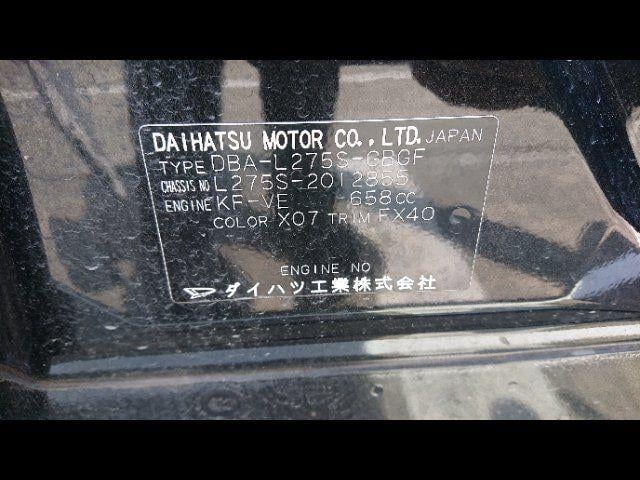 DAIHATSU MOTOR CO., LTD. JAPAN
TYPE DBA-L275S-GBGF
CHASSIS NO L275S-2012855
ENGINE KF-VE 658cc
COLOR X07 TRIM FX40
ENGINE NO
ダイハツ工業株式会社